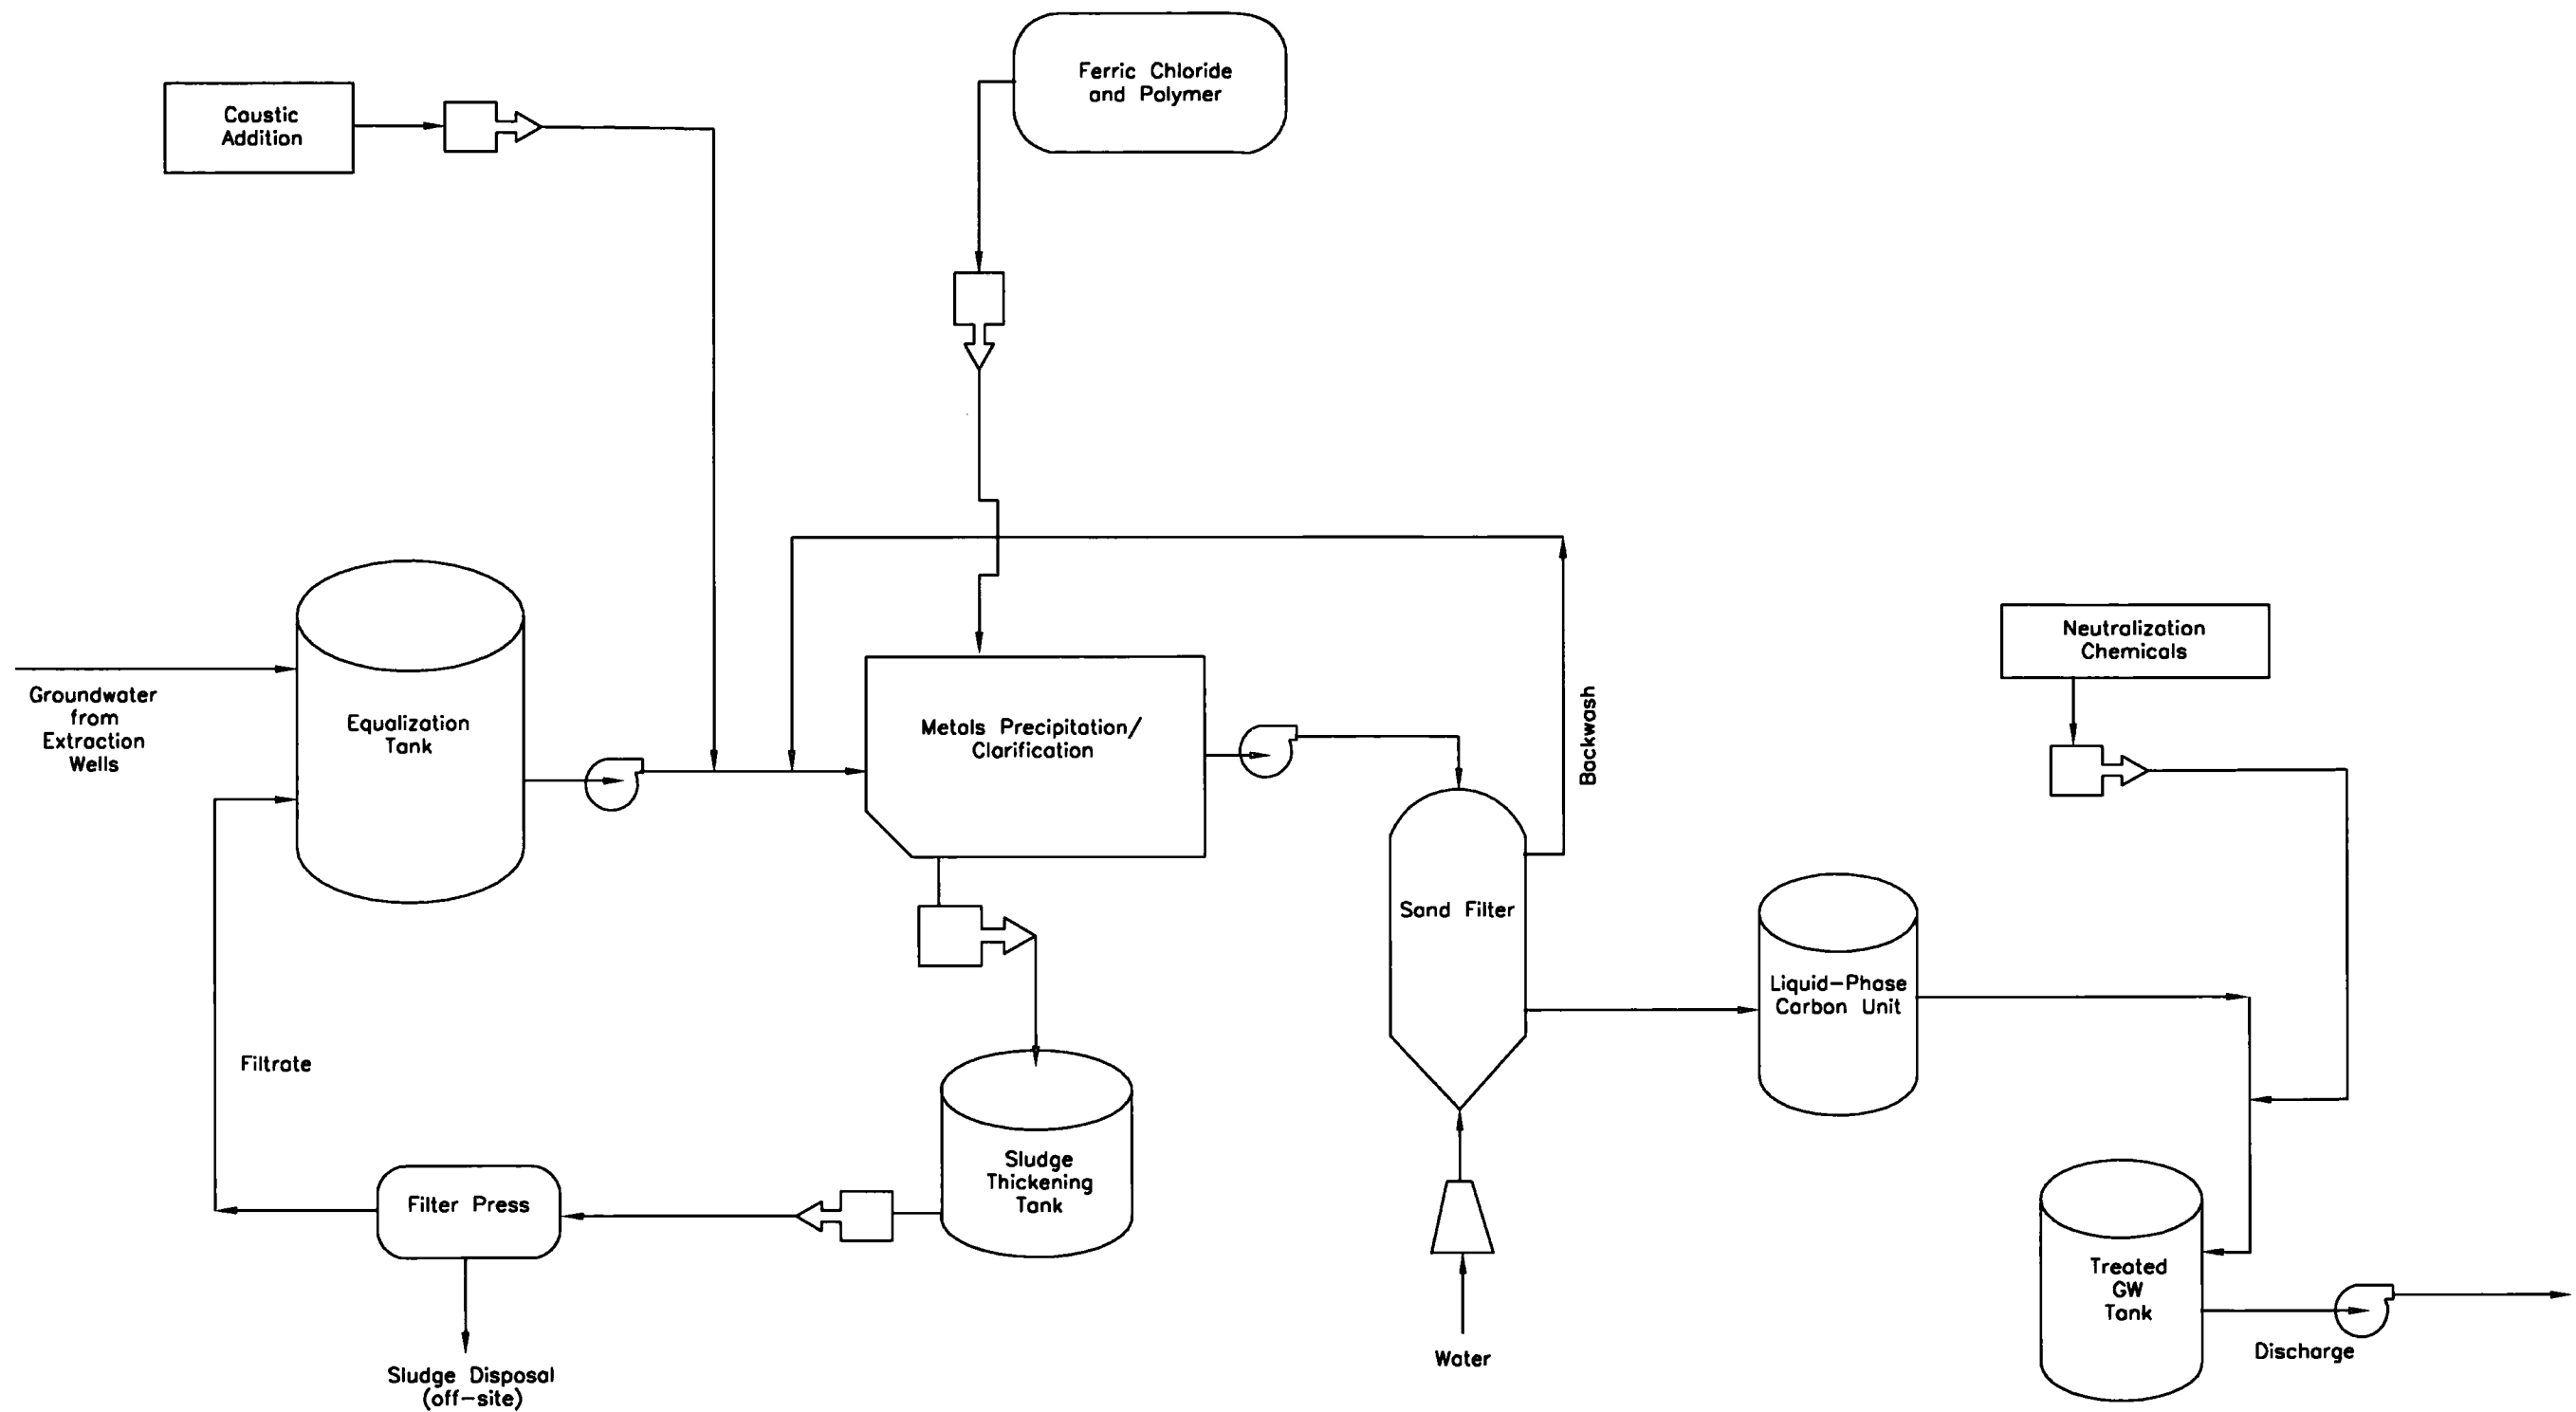 Ferric Chloride
and Polymer
Caustic
Addition
Groundwater
from
Extraction
Wells
Equalization
Tank
Metals Precipitation/
Clarification
Backwash
Neutralization
Chemicals
Sand Filter
Liquid-Phase
Carbon Unit
Filtrate
Filter Press
Sludge
Thickening
Tank
Treated
GW
Tank
Discharge
Water
Sludge Disposal
(off-site)